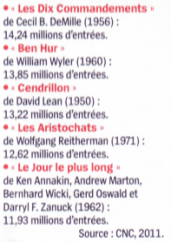 • « Les Dix Commandements »
de Cecil B. DeMille (1956) :
14,24 millions d'entrées.
• « Ben Hur »
de William Wyler (1960) :
13,85 millions d'entrées.
• « Cendrillon »
de David Lean (1950) :
13,22 millions d'entrées.
• « Les Aristochats »
de Wolfgang Reitherman (1971) :
12,62 millions d'entrées.
• « Le Jour le plus long »
de Ken Annakin, Andrew Marton,
Bernhard Wicki, Gerd Oswald et
Darryl F. Zanuck (1962) :
11,93 millions d'entrées.
Source : CNC, 2011.